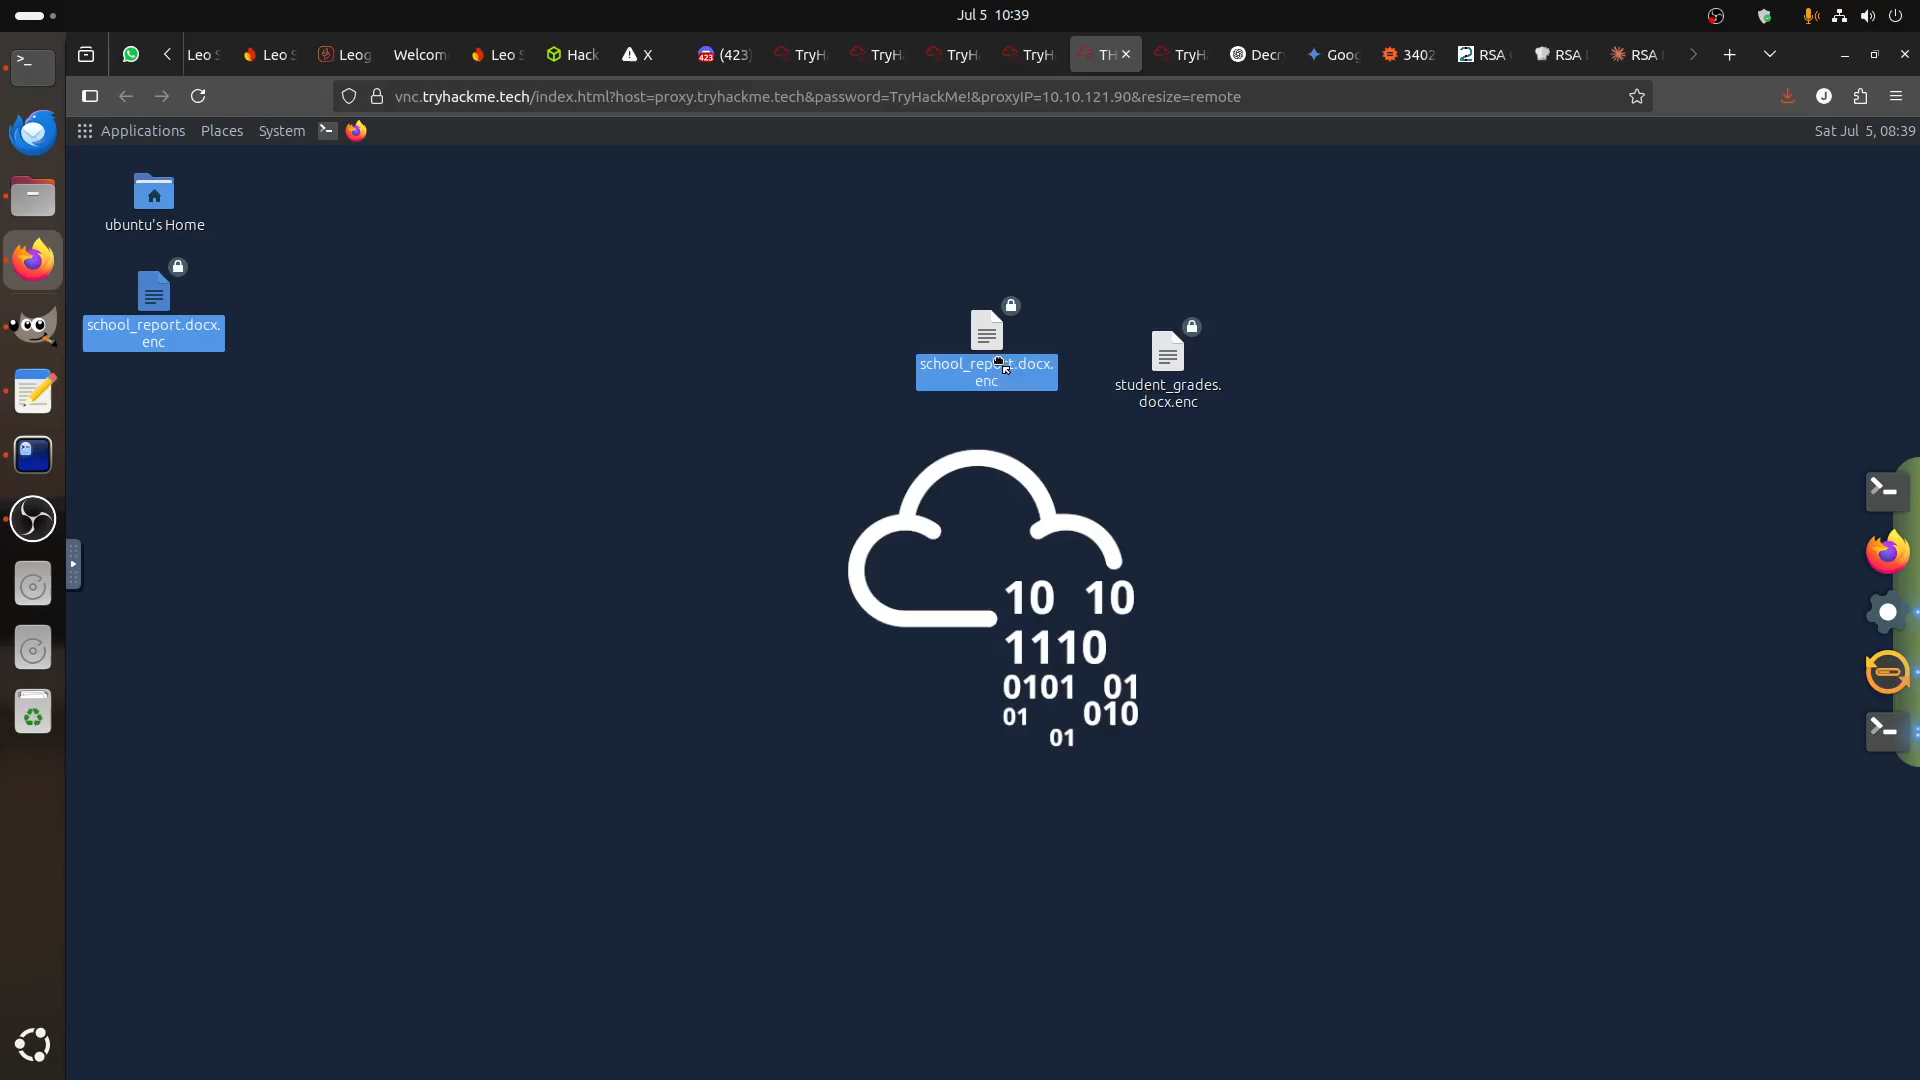 Jul 5 10:39
Leo S
Leo S
Leog
Welcom
Leo S
Hack
X
(423)
TryH
TryH
TryH
TryH
TH
TryH
Decry
Goog
3402
RSA
RSA
RSA
vnc.tryhackme.tech/index.html?host=proxy.tryhackme.tech&password=TryHackMe!&proxyIP=10.10.121.90&resize=remote
Applications Places System
Sat Jul 5, 08:39
ubuntu's Home
school_report.docx.
enc
school_report.docx.
enc
student_grades.
docx.enc
10 10
1110
0101 01
01 010
01